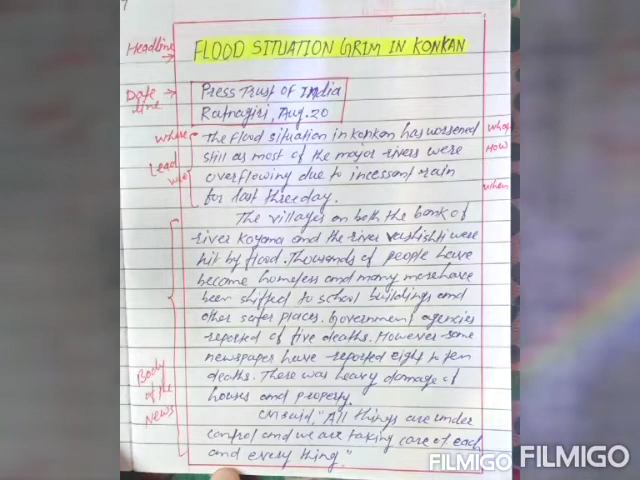 7
Headline
FLOOD SITUATION GRIM IN KONKAN
Date line
Press Trust of India
Ratnagiri, Aug. 20
where
Lead
who
The flood situation in konkan has worsened
still as most of the major rivers were
overflowing due to incessant rain
for last three day.
what
How
when
The villages on both the bank of
river Koyama and the river Vashishti were
hit by flood. Thousands of people have
become homeless and many more have
been shifted to school buildings and
other safer places. Government agencies
reported of five deaths. However some
newspaper have reported eight to ten
deaths. There was heavy damage of
houses and property.
CM said, "All things are under
control and we are taking care of each
and every thing."
Body
of the
News
FILMIGO FILMIGO